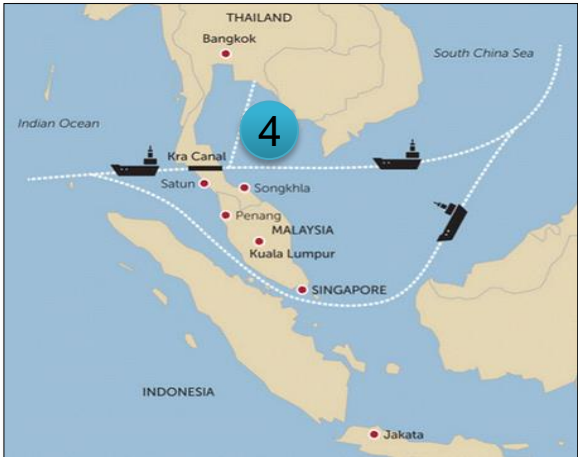 THAILAND
Bangkok
South China Sea
Indian Ocean
4
Kra Canal
Satun
Songkhla
Penang
MALAYSIA
Kuala Lumpur
SINGAPORE
INDONESIA
Jakata